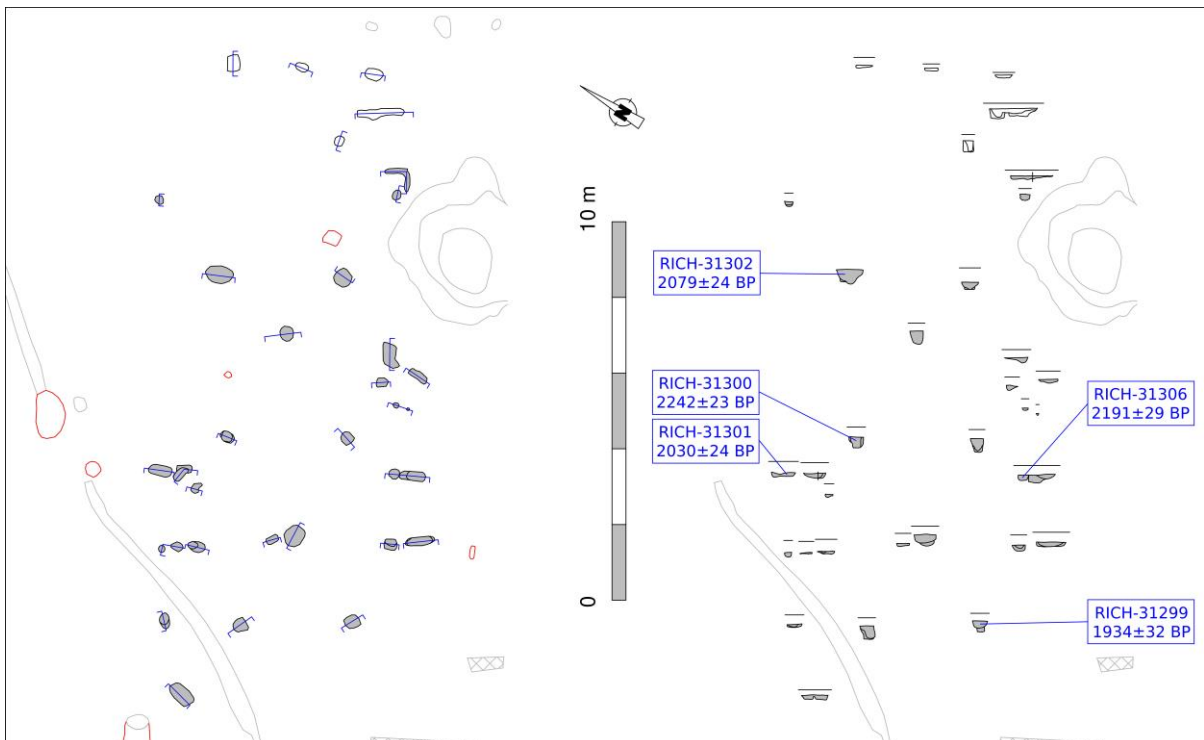 N
10 m
0
RICH-31302
2079±24 BP
RICH-31300
2242±23 BP
RICH-31301
2030±24 BP
RICH-31306
2191±29 BP
RICH-31299
1934±32 BP